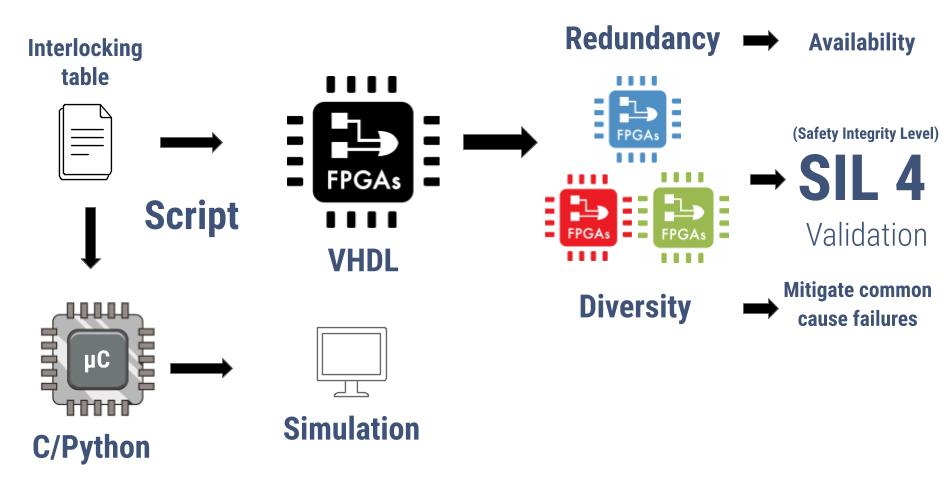 Interlocking
table
Script
FPGAs
VHDL
µC
C/Python
Simulation
Redundancy
Availability
FPGAs
FPGAs
FPGAs
(Safety Integrity Level)
SIL 4
Validation
Diversity
Mitigate common
cause failures